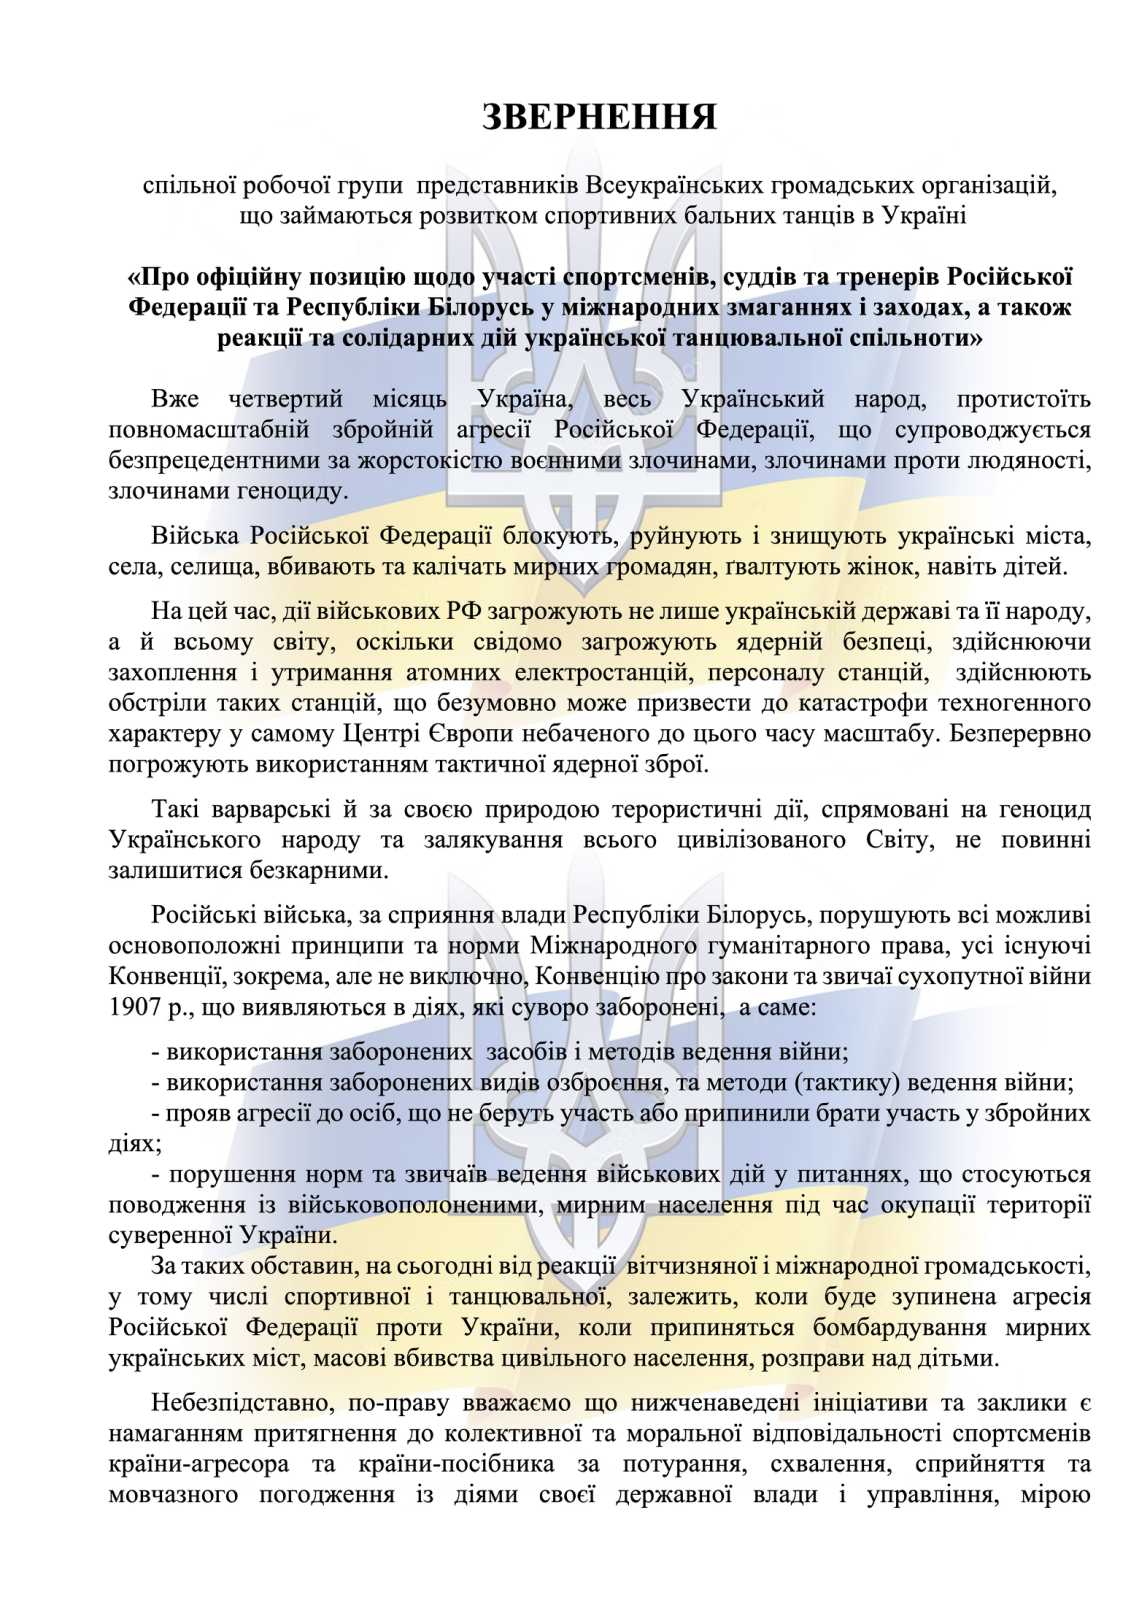 ЗВЕРНЕННЯ
спільної робочої групи представників Всеукраїнських громадських організацій,
що займаються розвитком спортивних бальних танців в Україні
«Про офіційну позицію щодо участі спортсменів, суддів та тренерів Російської
Федерації та Республіки Білорусь у міжнародних змаганнях і заходах, а також
реакції та солідарних дій української танцювальної спільноти»
Вже четвертий місяць Україна, весь Український народ, протистоїть
повномасштабній збройній агресії Російської Федерації, що супроводжується
безпрецедентними за жорстокістю воєнними злочинами, злочинами проти людяності,
злочинами геноциду.
Війська Російської Федерації блокують, руйнують і знищують українські міста,
села, селища, вбивають та калічать мирних громадян, ґвалтують жінок, навіть дітей.
На цей час, дії військових РФ загрожують не лише українській державі та її народу,
а й всьому світу, оскільки свідомо загрожують ядерній безпеці, здійснюючи
захоплення і утримання атомних електростанцій, персоналу станцій, здійснюють
обстріли таких станцій, що безумовно може призвести до катастрофи техногенного
характеру у самому Центрі Європи небаченого до цього часу масштабу. Безперервно
погрожують використанням тактичної ядерної зброї.
Такі варварські й за своєю природою терористичні дії, спрямовані на геноцид
Українського народу та залякування всього цивілізованого Світу, не повинні
залишитися безкарними.
Російські війська, за сприяння влади Республіки Білорусь, порушують всі можливі
основоположні принципи та норми Міжнародного гуманітарного права, усі існуючі
Конвенції, зокрема, але не виключно, Конвенцію про закони та звичаї сухопутної війни
1907 р., що виявляються в діях, які суворо заборонені, а саме:
- використання заборонених засобів і методів ведення війни;
- використання заборонених видів озброєння, та методи (тактику) ведення війни;
- прояв агресії до осіб, що не беруть участь або припинили брати участь у збройних
діях;
- порушення норм та звичаїв ведення військових дій у питаннях, що стосуються
поводження із військовополоненими, мирним населення під час окупації території
суверенної України.
За таких обставин, на сьогодні від реакції вітчизняної і міжнародної громадськості,
у тому числі спортивної і танцювальної, залежить, коли буде зупинена агресія
Російської Федерації проти України, коли припиняться бомбардування мирних
українських міст, масові вбивства цивільного населення, розправи над дітьми.
Небезпідставно, по-праву вважаємо що нижченаведені ініціативи та заклики є
намаганням притягнення до колективної та моральної відповідальності спортсменів
країни-агресора та країни-посібника за потурання, схвалення, сприйняття та
мовчазного погодження із діями своєї державної влади і управління, мірою